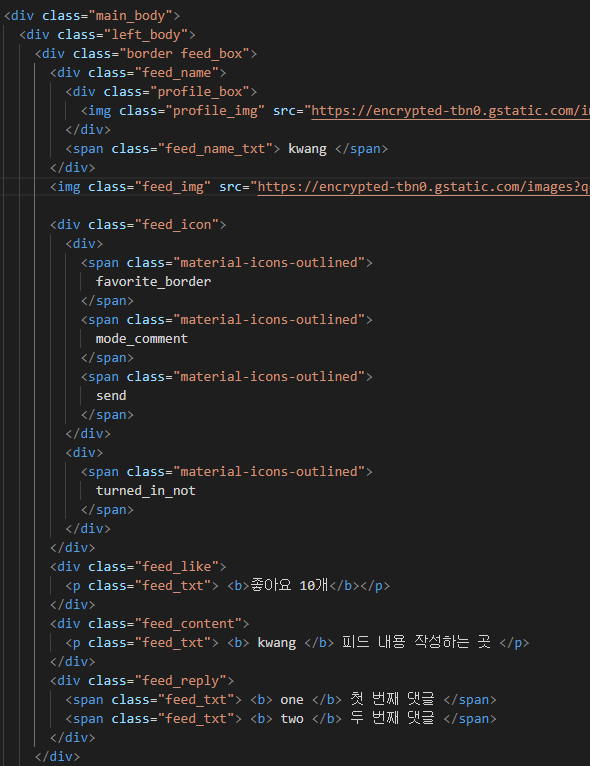 <div class="main_body">
<div class="left_body">
<div class="border feed_box">
<div class="feed_name">
<div class="profile_box">
<img class="profile_img" src="https://encrypted-tbn0.gstatic.com/im
</div>
<span class="feed_name_txt"> kwang </span>
</div>
<img class="feed_img" src="https://encrypted-tbn0.gstatic.com/images?q=
<div class="feed_icon">
<div>
<span class="material-icons-outlined">
favorite_border
</span>
<span class="material-icons-outlined">
mode_comment
</span>
<span class="material-icons-outlined">
send
</span>
</div>
<div>
<span class="material-icons-outlined">
turned_in_not
</span>
</div>
</div>
<div class="feed_like">
<p class="feed_txt"> <b>좋아요 10개</b></p>
</div>
<div class="feed_content">
<p class="feed_txt"> <b> kwang </b> 피드 내용 작성하는 곳 </p>
</div>
<div class="feed_reply">
<span class="feed_txt"> <b> one </b> 첫 번째 댓글 </span>
<span class="feed_txt"> <b> two </b> 두 번째 댓글 </span>
</div>
</div>